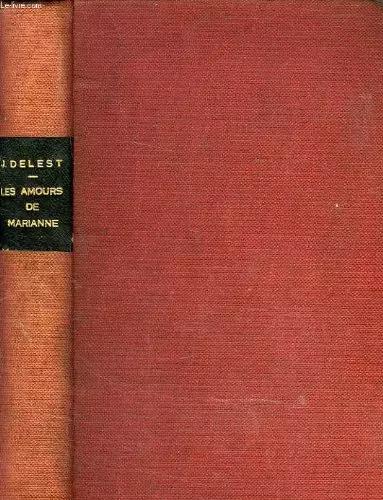 Le-livre.com
J. DELEST
LES AMOURS
DE
MARIANNE